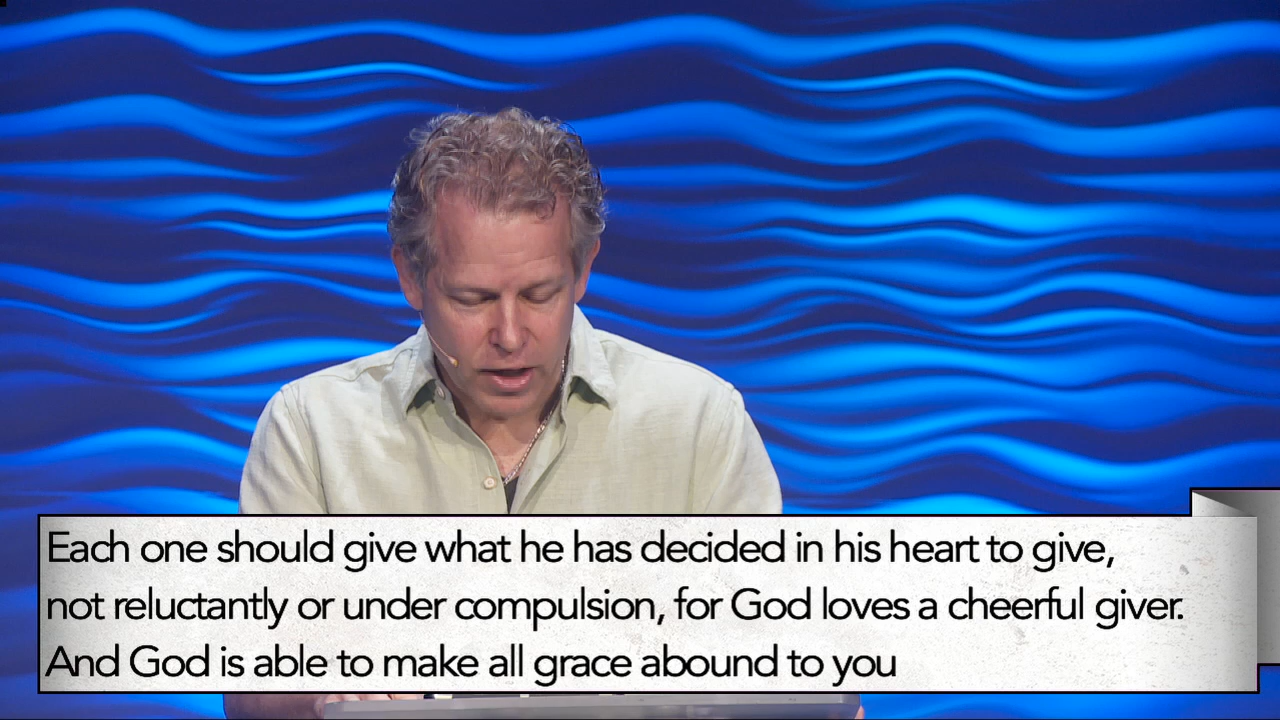 Each one should give what he has decided in his heart to give,
not reluctantly or under compulsion, for God loves a cheerful giver.
And God is able to make all grace abound to you